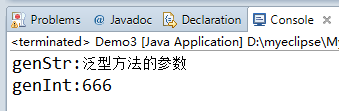 Problems @ Javadoc Declaration Console
<terminated> Demo3 [Java Application] D:\myeclipse\My
genStr:泛型方法的参数
genInt:666